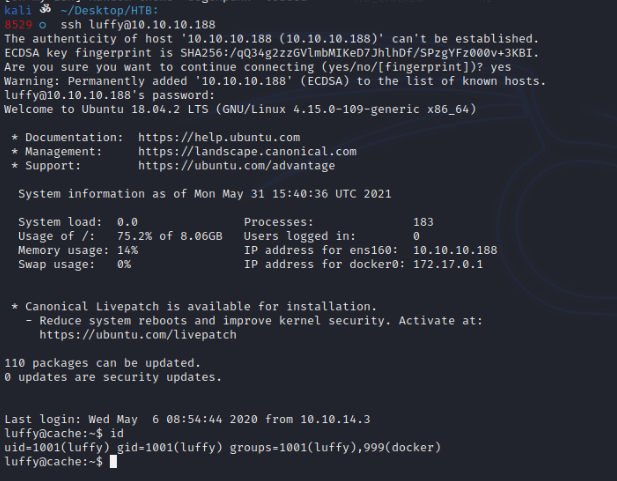 kali ॐ ~/Desktop/HTB:
8529 ○ ssh luffy@10.10.10.188
The authenticity of host '10.10.10.188 (10.10.10.188)' can't be established.
ECDSA key fingerprint is SHA256:/qQ34g2zzGVlmbMIKeD7JhlhDf/SPzgYFz000v+3KBI.
Are you sure you want to continue connecting (yes/no/[fingerprint])? yes
Warning: Permanently added '10.10.10.188' (ECDSA) to the list of known hosts.
luffy@10.10.10.188's password:
Welcome to Ubuntu 18.04.2 LTS (GNU/Linux 4.15.0-109-generic x86_64)
* Documentation: https://help.ubuntu.com
* Management: https://landscape.canonical.com
* Support: https://ubuntu.com/advantage
System information as of Mon May 31 15:40:36 UTC 2021
System load: 0.0 Processes: 183
Usage of /: 75.2% of 8.06GB Users logged in: 0
Memory usage: 14% IP address for ens160: 10.10.10.188
Swap usage: 0% IP address for docker0: 172.17.0.1
* Canonical Livepatch is available for installation.
- Reduce system reboots and improve kernel security. Activate at:
https://ubuntu.com/livepatch
110 packages can be updated.
0 updates are security updates.
Last login: Wed May 6 08:54:44 2020 from 10.10.14.3
luffy@cache:~$ id
uid=1001(luffy) gid=1001(luffy) groups=1001(luffy),999(docker)
luffy@cache:~$